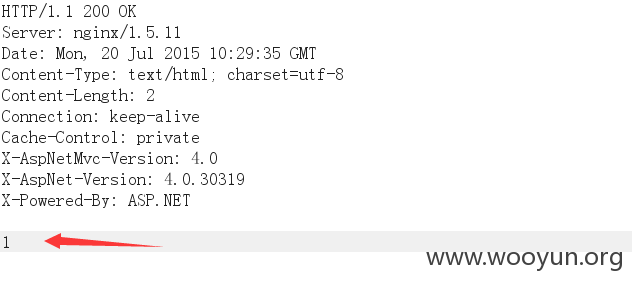 HTTP/1.1 200 OK
Server: nginx/1.5.11
Date: Mon, 20 Jul 2015 10:29:35 GMT
Content-Type: text/html; charset=utf-8
Content-Length: 2
Connection: keep-alive
Cache-Control: private
X-AspNetMvc-Version: 4.0
X-AspNet-Version: 4.0.30319
X-Powered-By: ASP.NET
1
www.wooyun.org